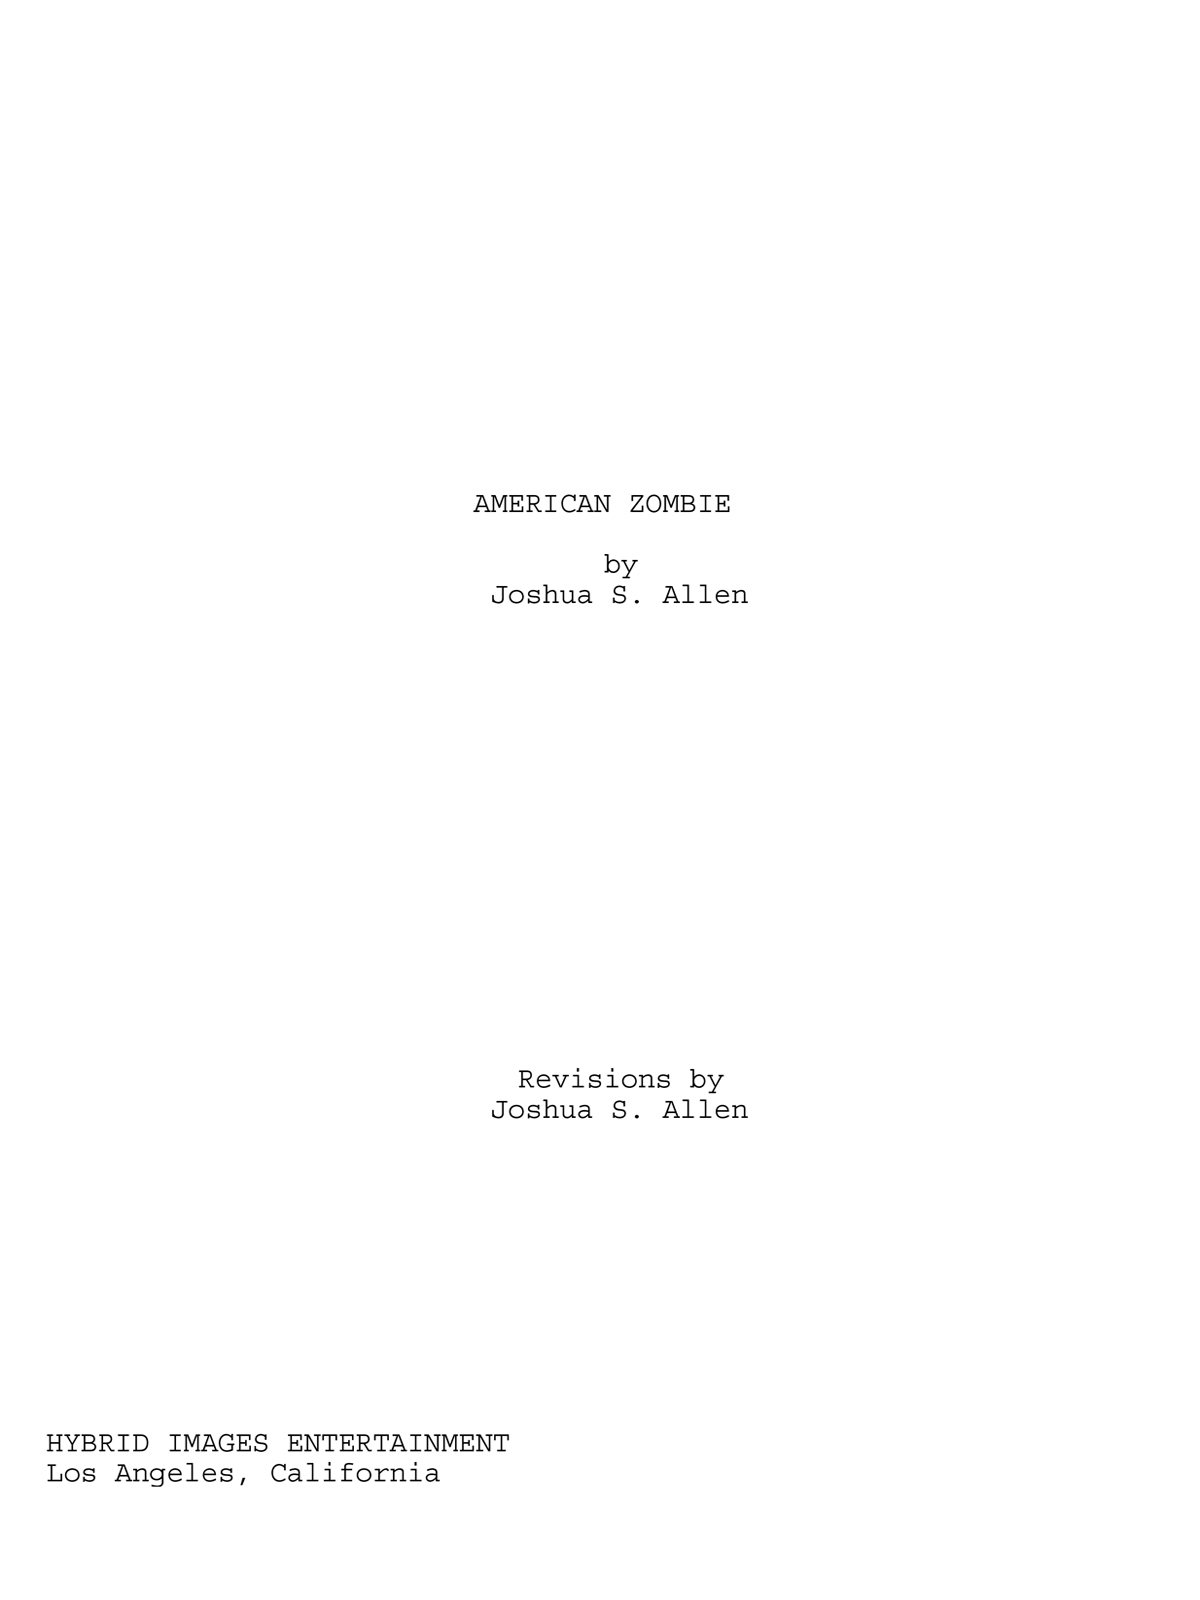 AMERICAN ZOMBIE
by
Joshua S. Allen
Revisions by
Joshua S. Allen
HYBRID IMAGES ENTERTAINMENT
Los Angeles, California